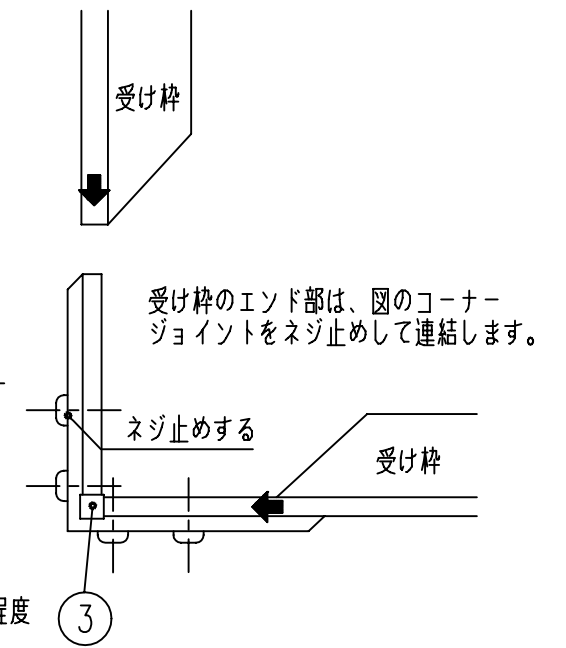 受け枠
受け枠のエンド部は、図のコーナー
ジョイントをネジ止めして連結します。
ネジ止めする
受け枠
程度
3